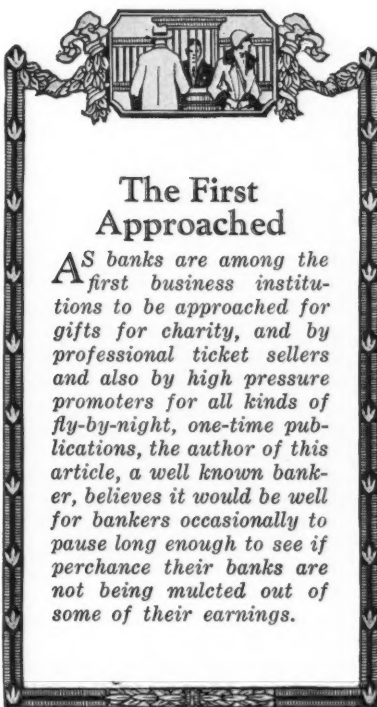 The First
Approached
AS banks are among the
first business institu-
tions to be approached for
gifts for charity, and by
professional ticket sellers
and also by high pressure
promoters for all kinds of
fly-by-night, one-time pub-
lications, the author of this
article, a well known bank-
er, believes it would be well
for bankers occasionally to
pause long enough to see if
perchance their banks are
not being mulcted out of
some of their earnings.